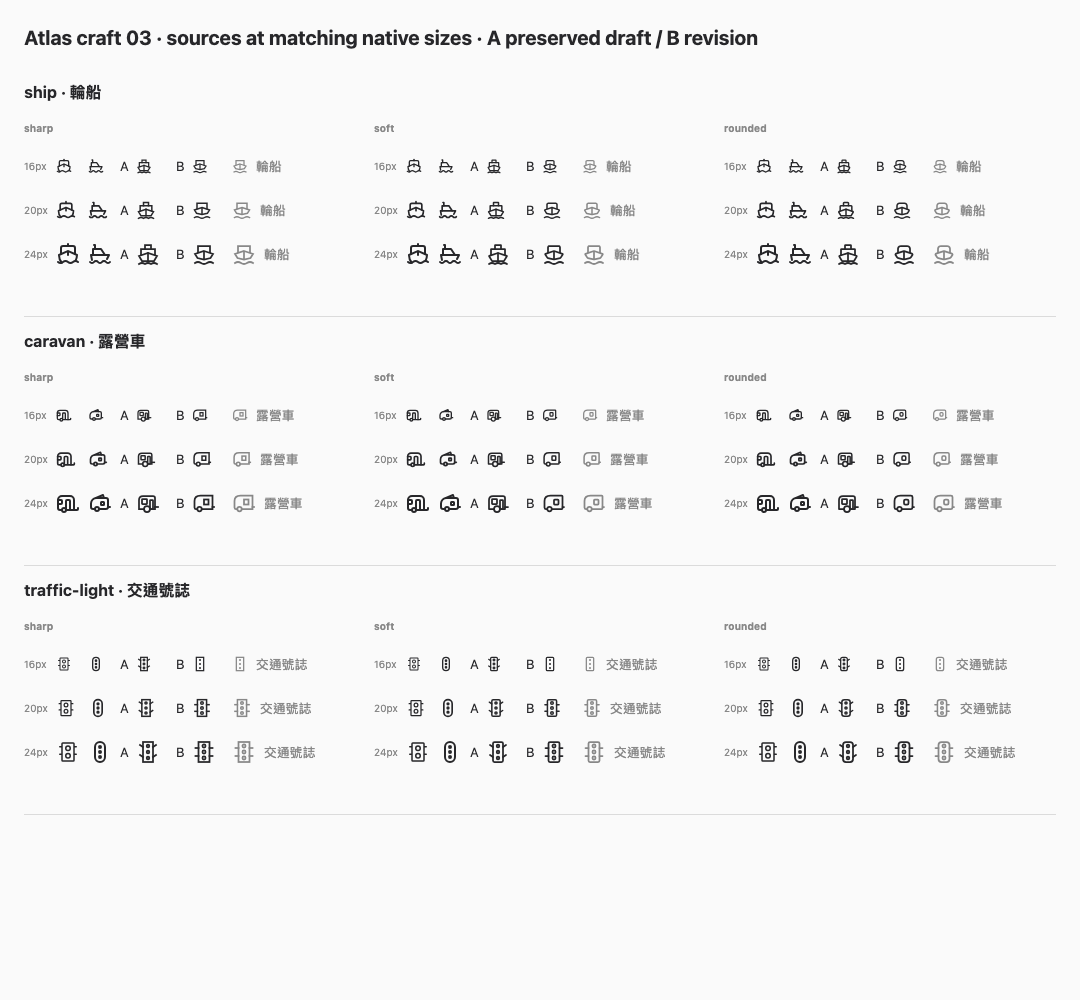 Atlas craft 03 · sources at matching native sizes · A preserved draft / B revision
ship · 輪船
sharp soft rounded
16px A B 輪船 16px A B 輪船 16px A B 輪船
20px A B 輪船 20px A B 輪船 20px A B 輪船
24px A B 輪船 24px A B 輪船 24px A B 輪船
caravan · 露營車
sharp soft rounded
16px A B 露營車 16px A B 露營車 16px A B 露營車
20px A B 露營車 20px A B 露營車 20px A B 露營車
24px A B 露營車 24px A B 露營車 24px A B 露營車
traffic-light · 交通號誌
sharp soft rounded
16px A B 交通號誌 16px A B 交通號誌 16px A B 交通號誌
20px A B 交通號誌 20px A B 交通號誌 20px A B 交通號誌
24px A B 交通號誌 24px A B 交通號誌 24px A B 交通號誌